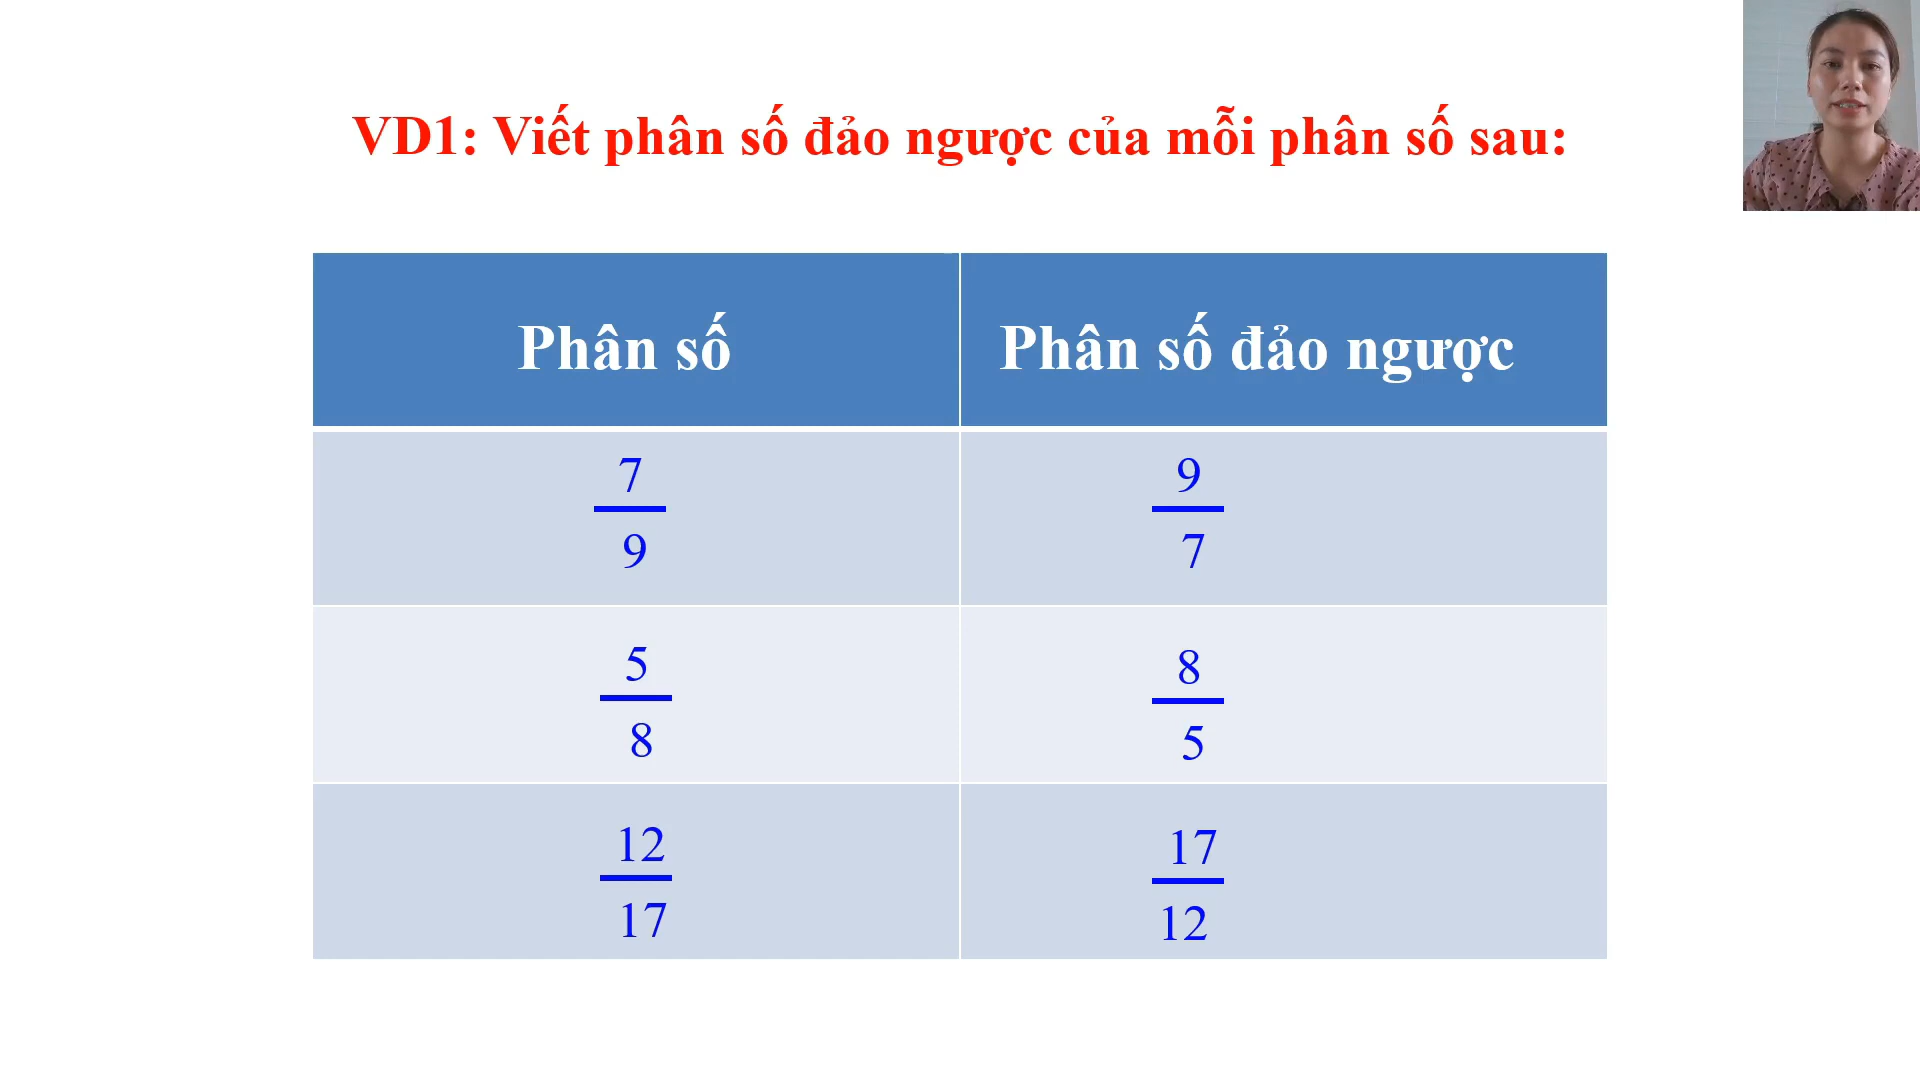 VD1: Viết phân số đảo ngược của mỗi phân số sau:
Phân số	Phân số đảo ngược
7/9	9/7
5/8	8/5
12/17	17/12